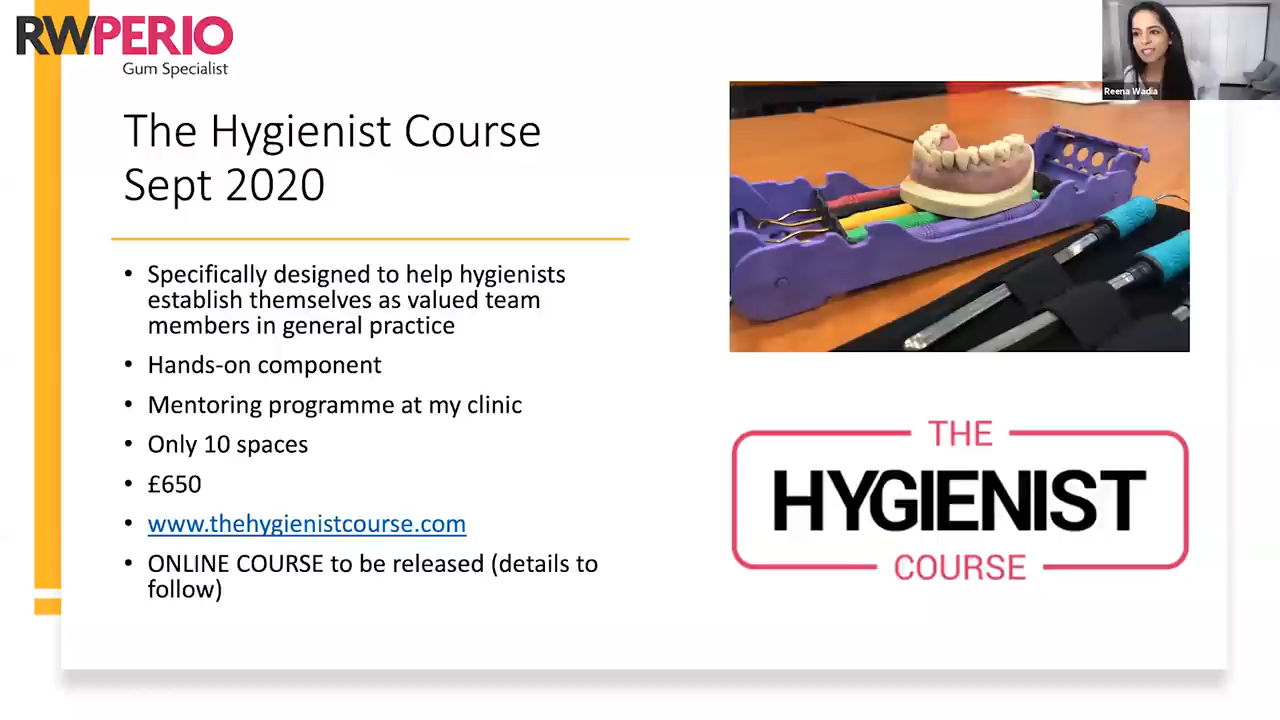 RWPERIO
Gum Specialist
Reena Wadia
The Hygienist Course
Sept 2020
• Specifically designed to help hygienists
establish themselves as valued team
members in general practice
• Hands-on component
• Mentoring programme at my clinic
• Only 10 spaces
• £650
• www.thehygienistcourse.com
• ONLINE COURSE to be released (details to
follow)
THE
HYGIENIST
COURSE